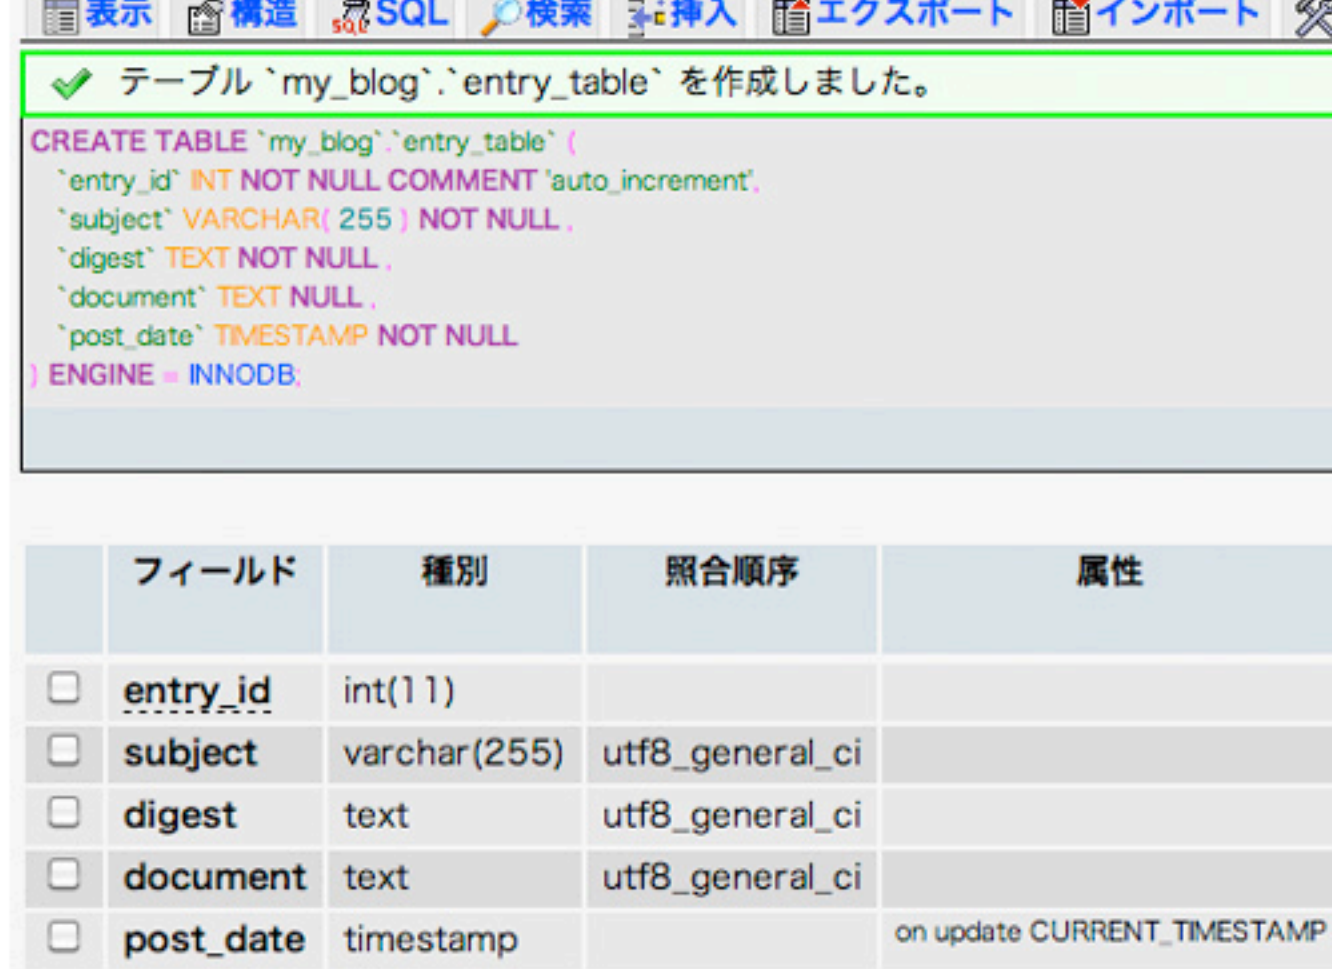 表示 構造 SQL 検索 挿入 エクスポート インポート
テーブル `my_blog`.`entry_table` を作成しました。
CREATE TABLE `my_blog`.`entry_table` (
`entry_id` INT NOT NULL COMMENT 'auto_increment',
`subject` VARCHAR( 255 ) NOT NULL ,
`digest` TEXT NOT NULL ,
`document` TEXT NULL ,
`post_date` TIMESTAMP NOT NULL
) ENGINE = INNODB;
フィールド 種別 照合順序 属性
entry_id int(11)
subject varchar(255) utf8_general_ci
digest text utf8_general_ci
document text utf8_general_ci
post_date timestamp on update CURRENT_TIMESTAMP